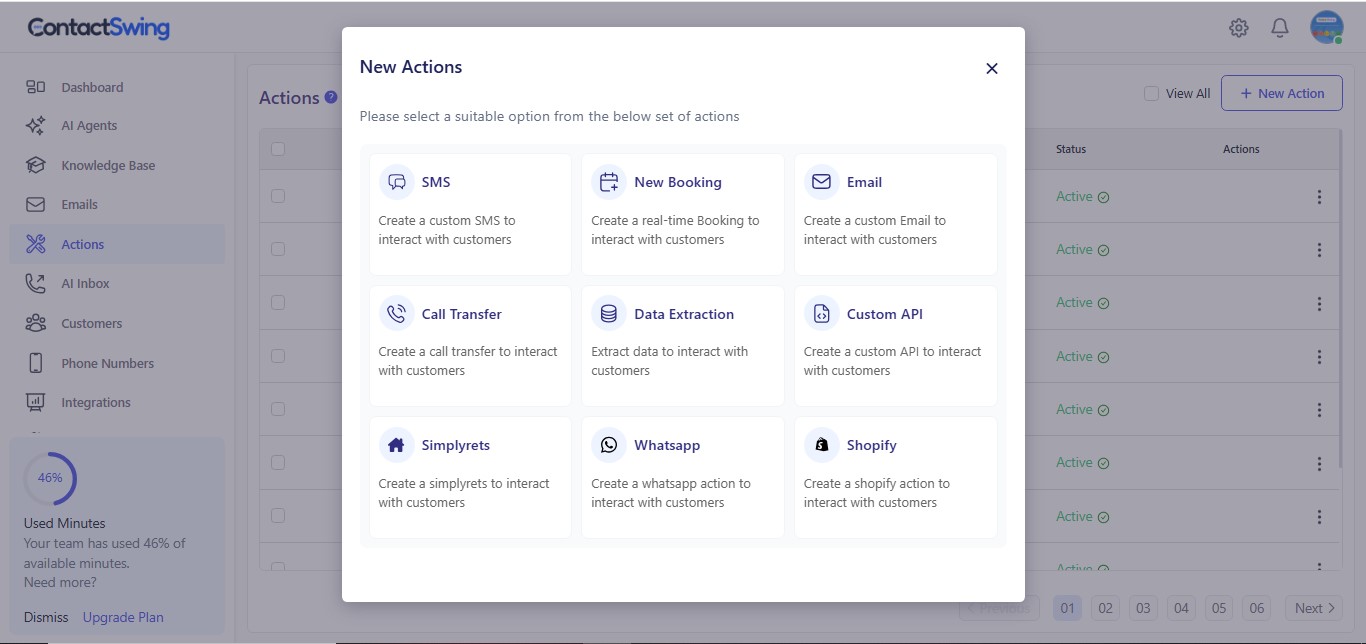 ContactSwing
Dashboard
AI Agents
Knowledge Base
Emails
Actions
AI Inbox
Customers
Phone Numbers
Integrations
46%
Used Minutes
Your team has used 46% of
available minutes.
Need more?
Dismiss Upgrade Plan
Actions ?
View All
+ New Action
Status Actions
Active
Active
Active
Active
Active
Active
Active
Active
< Previous 01 02 03 04 05 06 Next >
New Actions
Please select a suitable option from the below set of actions
SMS
Create a custom SMS to
interact with customers
New Booking
Create a real-time Booking to
interact with customers
Email
Create a custom Email to
interact with customers
Call Transfer
Create a call transfer to interact
with customers
Data Extraction
Extract data to interact with
customers
Custom API
Create a custom API to interact
with customers
Simplyrets
Create a simplyrets to interact
with customers
Whatsapp
Create a whatsapp action to
interact with customers
Shopify
Create a shopify action to
interact with customers